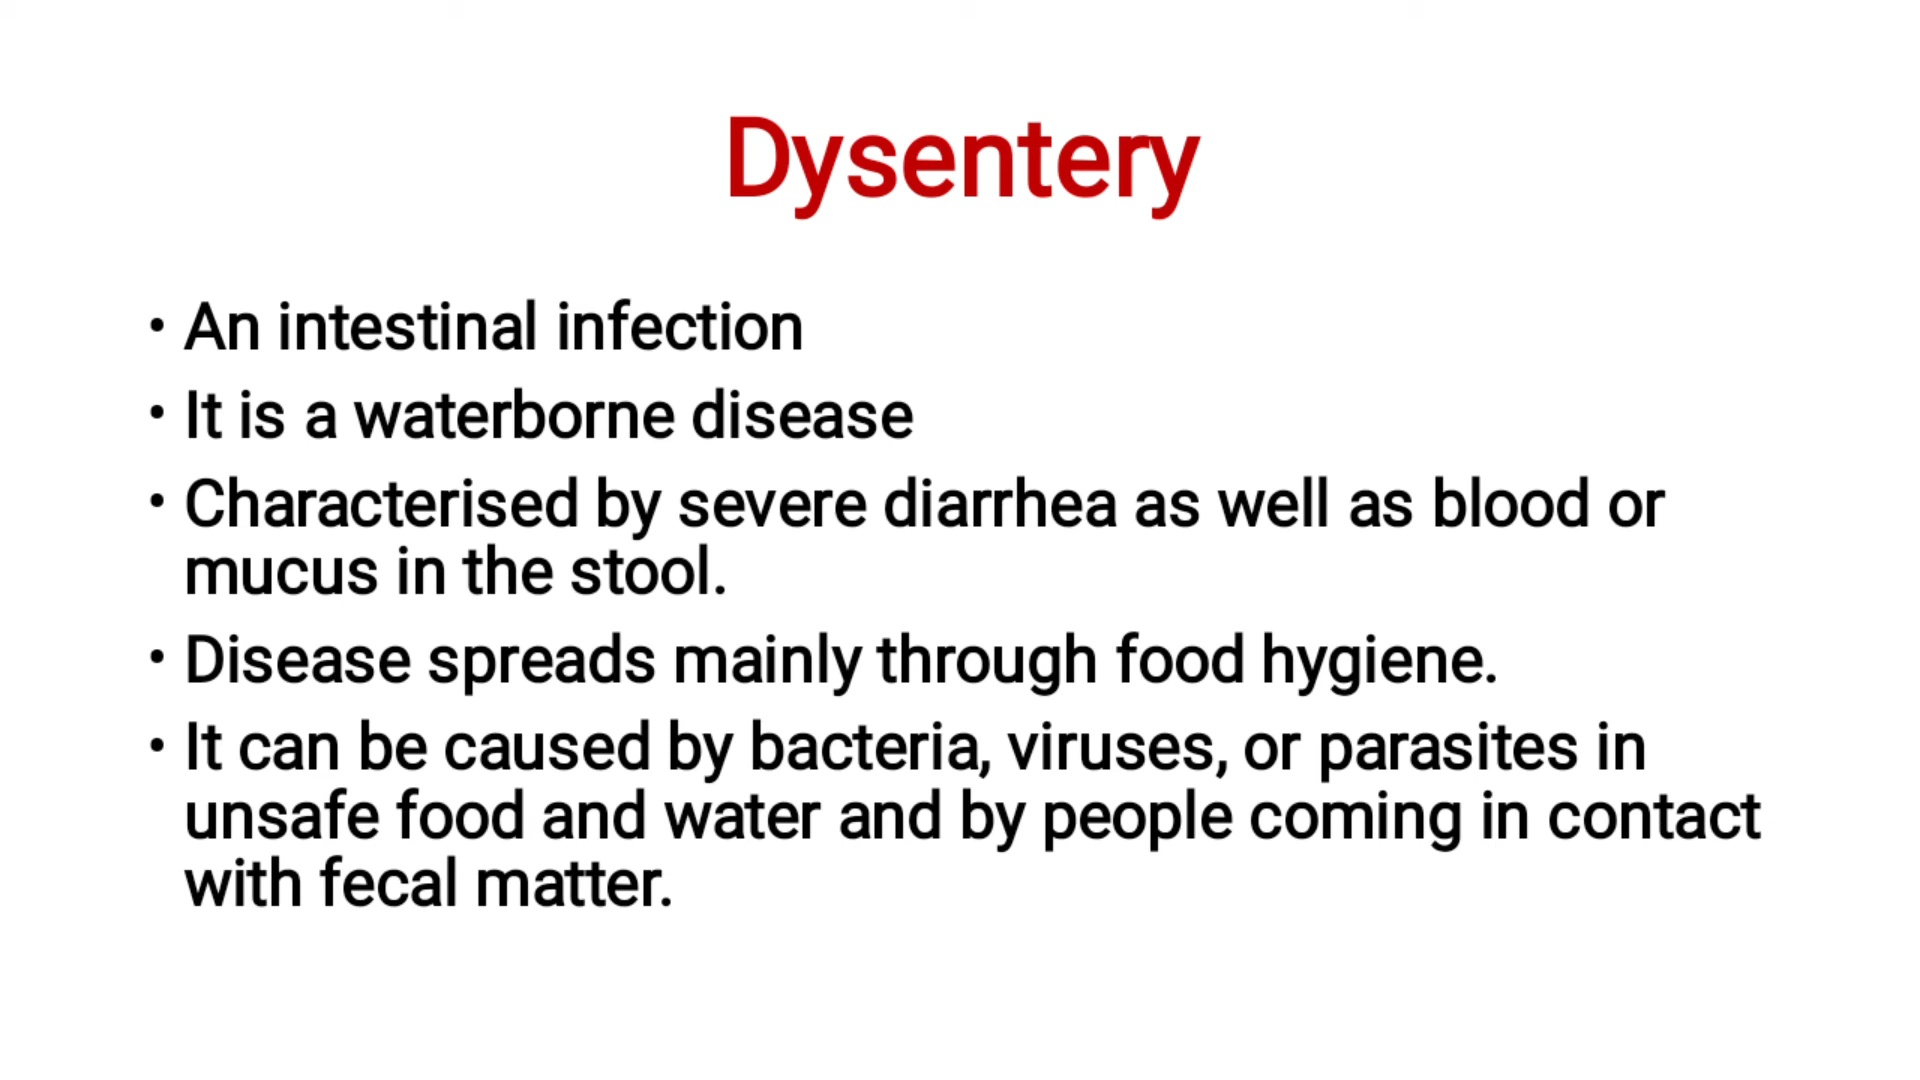 Dysentery
• An intestinal infection
• It is a waterborne disease
• Characterised by severe diarrhea as well as blood or
mucus in the stool.
• Disease spreads mainly through food hygiene.
• It can be caused by bacteria, viruses, or parasites in
unsafe food and water and by people coming in contact
with fecal matter.